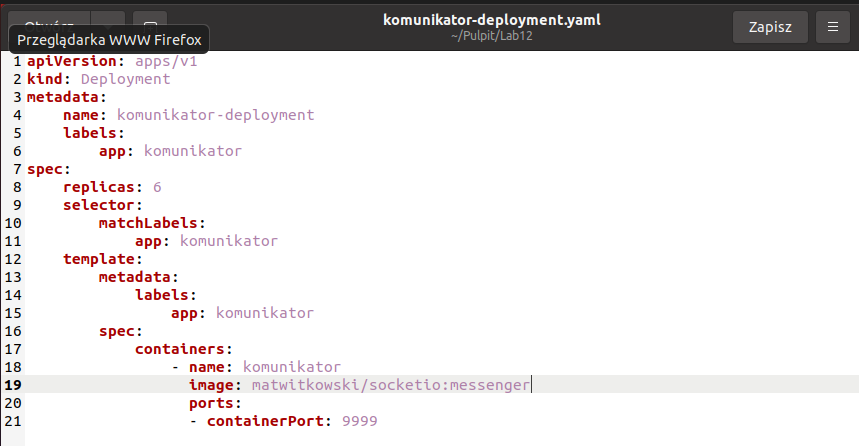 Otwórz
komunikator-deployment.yaml
~/Pulpit/Lab12
Zapisz
Przeglądarka WWW Firefox
1 apiVersion: apps/v1
2 kind: Deployment
3 metadata:
4     name: komunikator-deployment
5     labels:
6         app: komunikator
7 spec:
8     replicas: 6
9     selector:
10         matchLabels:
11             app: komunikator
12     template:
13         metadata:
14             labels:
15                 app: komunikator
16         spec:
17             containers:
18                 - name: komunikator
19                   image: matwitkowski/socketio:messenger
20                   ports:
21                   - containerPort: 9999